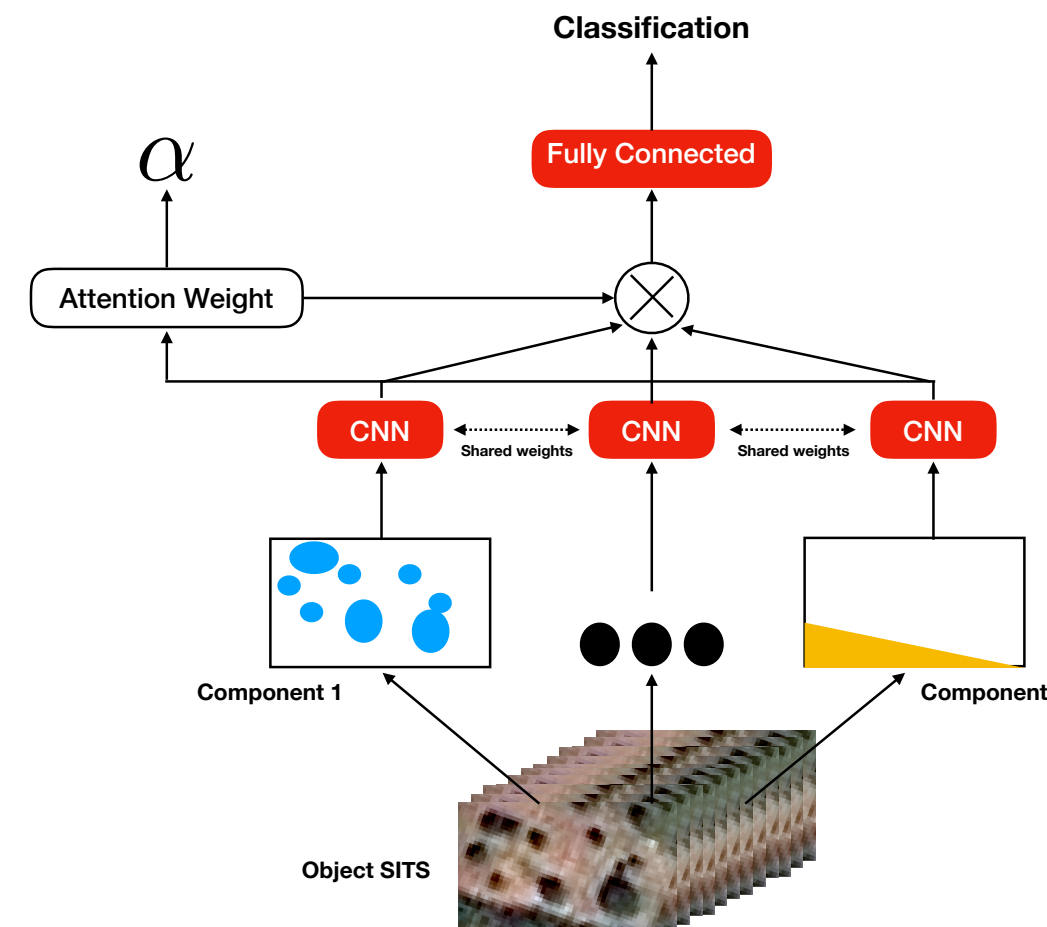 Classification
Fully Connected
α
Attention Weight
CNN
CNN
CNN
Shared weights
Shared weights
Component 1
Component
Object SITS